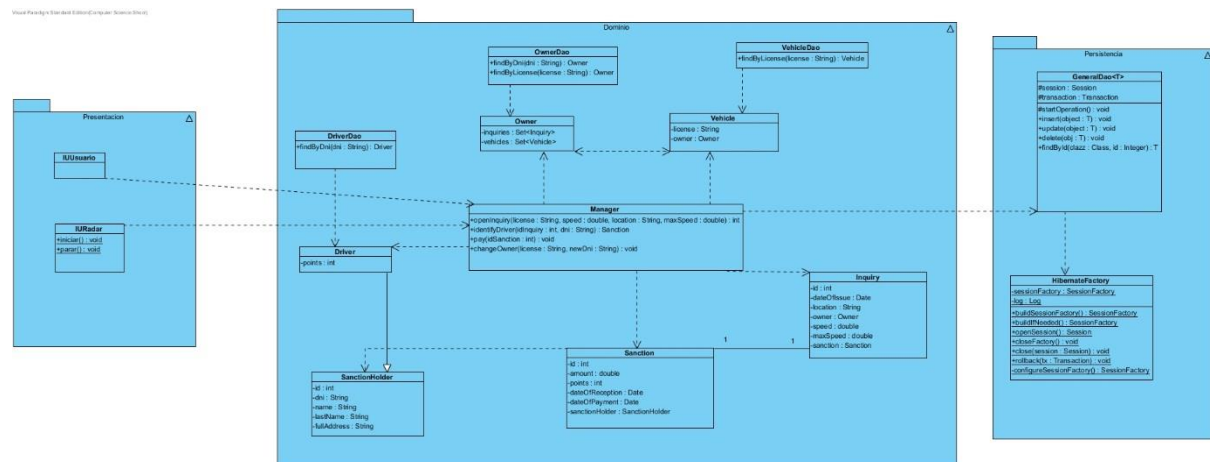 Visual Paradigm Standard Edition(Computer Science School)
Presentacion
IUUsuario
IURadar
+iniciar() : void
+parar() : void
Dominio
OwnerDao
+findByDni(dni : String) : Owner
+findByLicense(license : String) : Owner
VehicleDao
+findByLicense(license : String) : Vehicle
DriverDao
+findByDni(dni : String) : Driver
Owner
-inquiries : Set<Inquiry>
-vehicles : Set<Vehicle>
Vehicle
-license : String
-owner : Owner
Manager
+openInquiry(license : String, speed : double, location : String, maxSpeed : double) : int
+identifyDriver(idInquiry : int, dni : String) : Sanction
+pay(idSanction : int) : void
+changeOwner(license : String, newDni : String) : void
Driver
-points : int
Inquiry
-id : int
-dateOfIssue : Date
-location : String
-owner : Owner
-speed : double
-maxSpeed : double
-sanction : Sanction
1
1
Sanction
-id : int
-amount : double
-points : int
-dateOfReception : Date
-dateOfPayment : Date
-sanctionHolder : SanctionHolder
SanctionHolder
-id : int
-dni : String
-name : String
-lastName : String
-fullAddress : String
Persistencia
GeneralDao<T>
#session : Session
#transaction : Transaction
#startOperation() : void
+insert(object : T) : void
+update(object : T) : void
+delete(obj : T) : void
+findById(clazz : Class, id : Integer) : T
HibernateFactory
-sessionFactory : SessionFactory
-log : Log
+buildSessionFactory() : SessionFactory
+buildIfNeeded() : SessionFactory
+openSession() : Session
+closeFactory() : void
+close(session : Session) : void
+rollback(tx : Transaction) : void
-configureSessionFactory() : SessionFactory